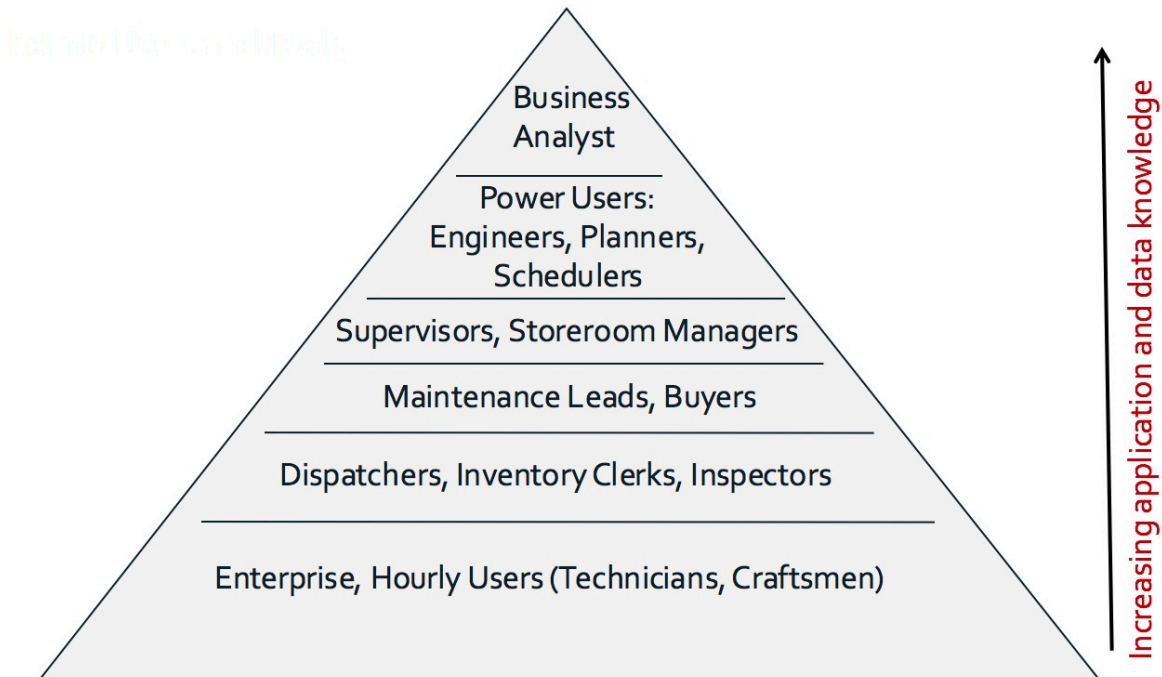 Business
Analyst
Power Users:
Engineers, Planners,
Schedulers
Supervisors, Storeroom Managers
Maintenance Leads, Buyers
Dispatchers, Inventory Clerks, Inspectors
Enterprise, Hourly Users (Technicians, Craftsmen)
Increasing application and data knowledge